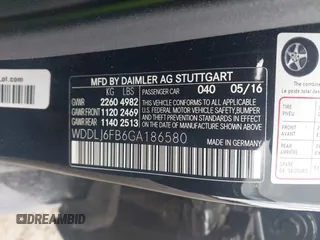 MFD BY DAIMLER AG STUTTGART
KG LBS PASSENGER CAR 040 05/16
GVWR 2260 4982
GAWR FRONT 1120 2469
GAWR REAR 1140 2513
THIS VEHICLE CONFORMS TO ALL APPLICABLE
U.S. FEDERAL MOTOR VEHICLE SAFETY,
BUMPER, AND THEFT PREVENTION
STANDARDS IN EFFECT ON THE DATE OF
MANUFACTURE SHOWN ABOVE.
WDDLJ6FB6GA186580
MADE IN GERMANY
DREAMBID